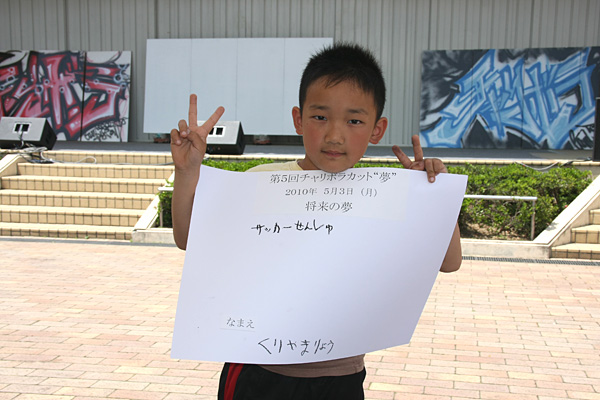 第5回チャリボラカット“夢”
2010年 5月3日 (月)
将来の夢
サッカーせんしゅ
なまえ
くりやまりょう